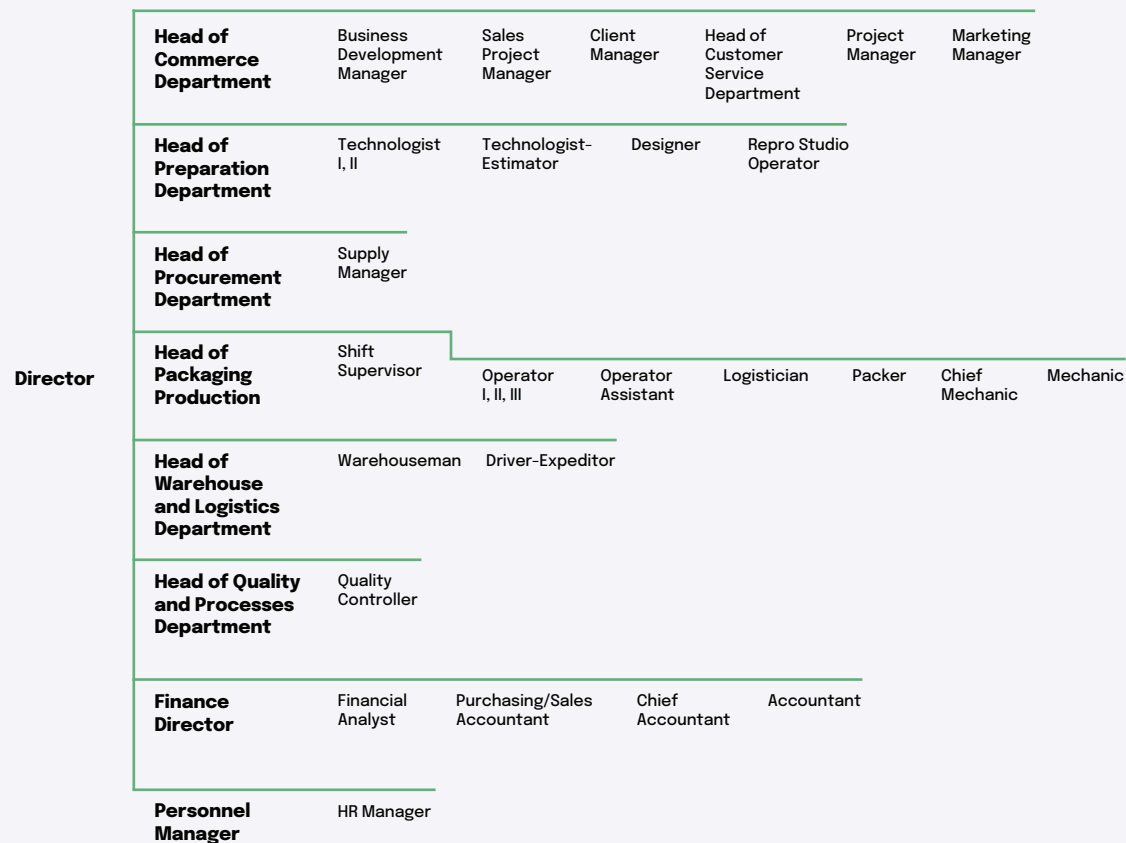 Director
Head of
Commerce
Department
Business
Development
Manager
Sales
Project
Manager
Client
Manager
Head of
Customer
Service
Department
Project
Manager
Marketing
Manager
Head of
Preparation
Department
Technologist
I, II
Technologist-
Estimator
Designer
Repro Studio
Operator
Head of
Procurement
Department
Supply
Manager
Head of
Packaging
Production
Shift
Supervisor
Operator
I, II, III
Operator
Assistant
Logistician
Packer
Chief
Mechanic
Mechanic
Head of
Warehouse
and Logistics
Department
Warehouseman
Driver-Expeditor
Head of Quality
and Processes
Department
Quality
Controller
Finance
Director
Financial
Analyst
Purchasing/Sales
Accountant
Chief
Accountant
Accountant
Personnel
Manager
HR Manager